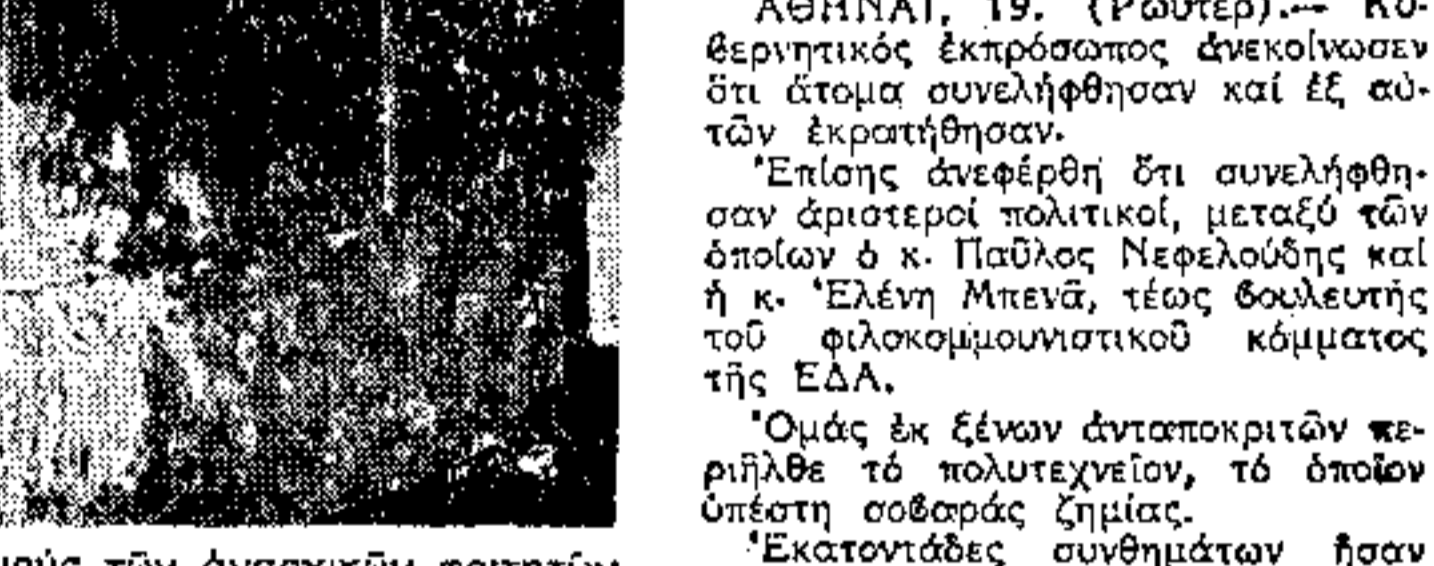 ΑΘΗΝΑΙ, 19. (Ρώυτερ).— Κυ-
βερνητικός ἐκπρόσωπος ἀνεκοίνωσεν
ὅτι ἄτομα συνελήφθησαν καί ἐξ αὐ-
τῶν ἐκρατήθησαν.
Ἐπίσης ἀνεφέρθη ὅτι συνελήφθη-
σαν ἀριστεροί πολιτικοί, μεταξύ τῶν
ὁποίων ὁ κ. Παῦλος Νεφελούδης καί
ἡ κ. Ἑλένη Μπενᾶ, τέως βουλευτής
τοῦ φιλοκομμουνιστικοῦ κόμματος
τῆς ΕΔΑ.
Ὁμάς ἐκ ξένων ἀνταποκριτῶν πε-
ριῆλθε τό πολυτεχνεῖον, τό ὁποῖον
ὑπέστη σοβαράς ζημίας.
Ἑκατοντάδες συνθημάτων ἦσαν
τῶν